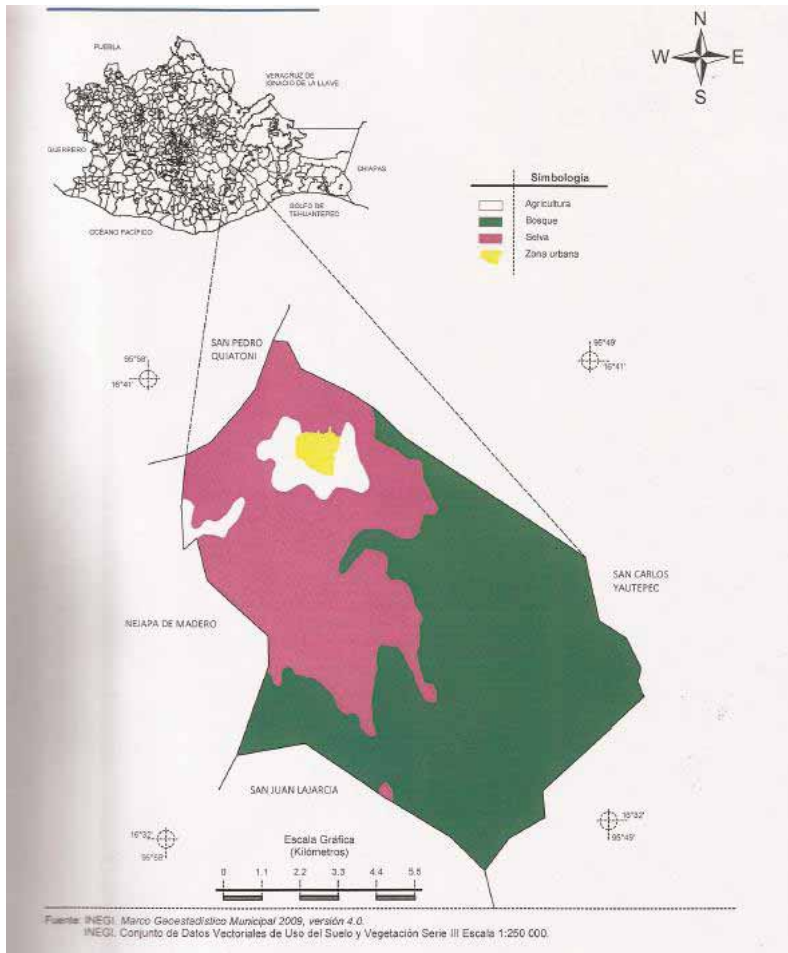 N
W E
S
PUEBLA
VERACRUZ DE
IGNACIO DE LA LLAVE
GUERRERO
CHIAPAS
GOLFO DE
TEHUANTEPEC
OCÉANO PACÍFICO
Simbología
Agricultura
Bosque
Selva
Zona urbana
SAN PEDRO
QUIATONI
95°58'
16°41'
95°49'
16°41'
SAN CARLOS
YAUTEPEC
NEJAPA DE MADERO
SAN JUAN LAJARCIA
16°32'
95°58'
16°32'
95°49'
Escala Gráfica
(Kilómetros)
0 1.1 2.2 3.3 4.4 5.5
Fuente: INEGI. Marco Geoestadístico Municipal 2009, versión 4.0.
INEGI. Conjunto de Datos Vectoriales de Uso del Suelo y Vegetación Serie III Escala 1:250 000.